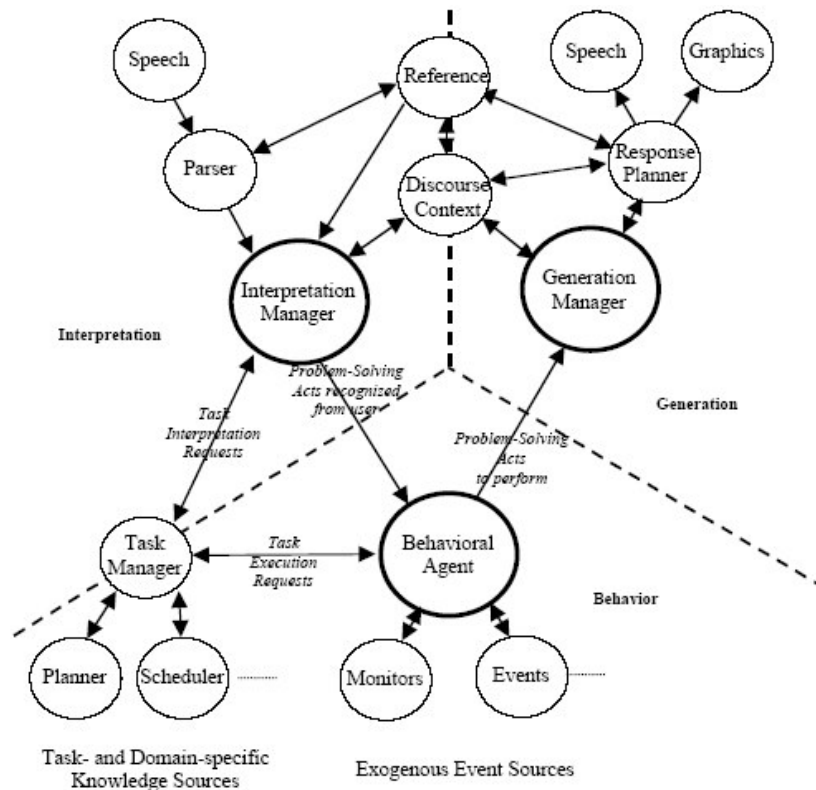 Speech
Reference
Speech
Graphics
Parser
Response
Planner
Discourse
Context
Interpretation
Manager
Generation
Manager
Interpretation
Problem-Solving
Acts recognized
from user
Generation
Task
Interpretation
Requests
Problem-Solving
Acts
to perform
Task
Manager
Task
Execution
Requests
Behavioral
Agent
Behavior
Planner
Scheduler
Monitors
Events
Task- and Domain-specific
Knowledge Sources
Exogenous Event Sources